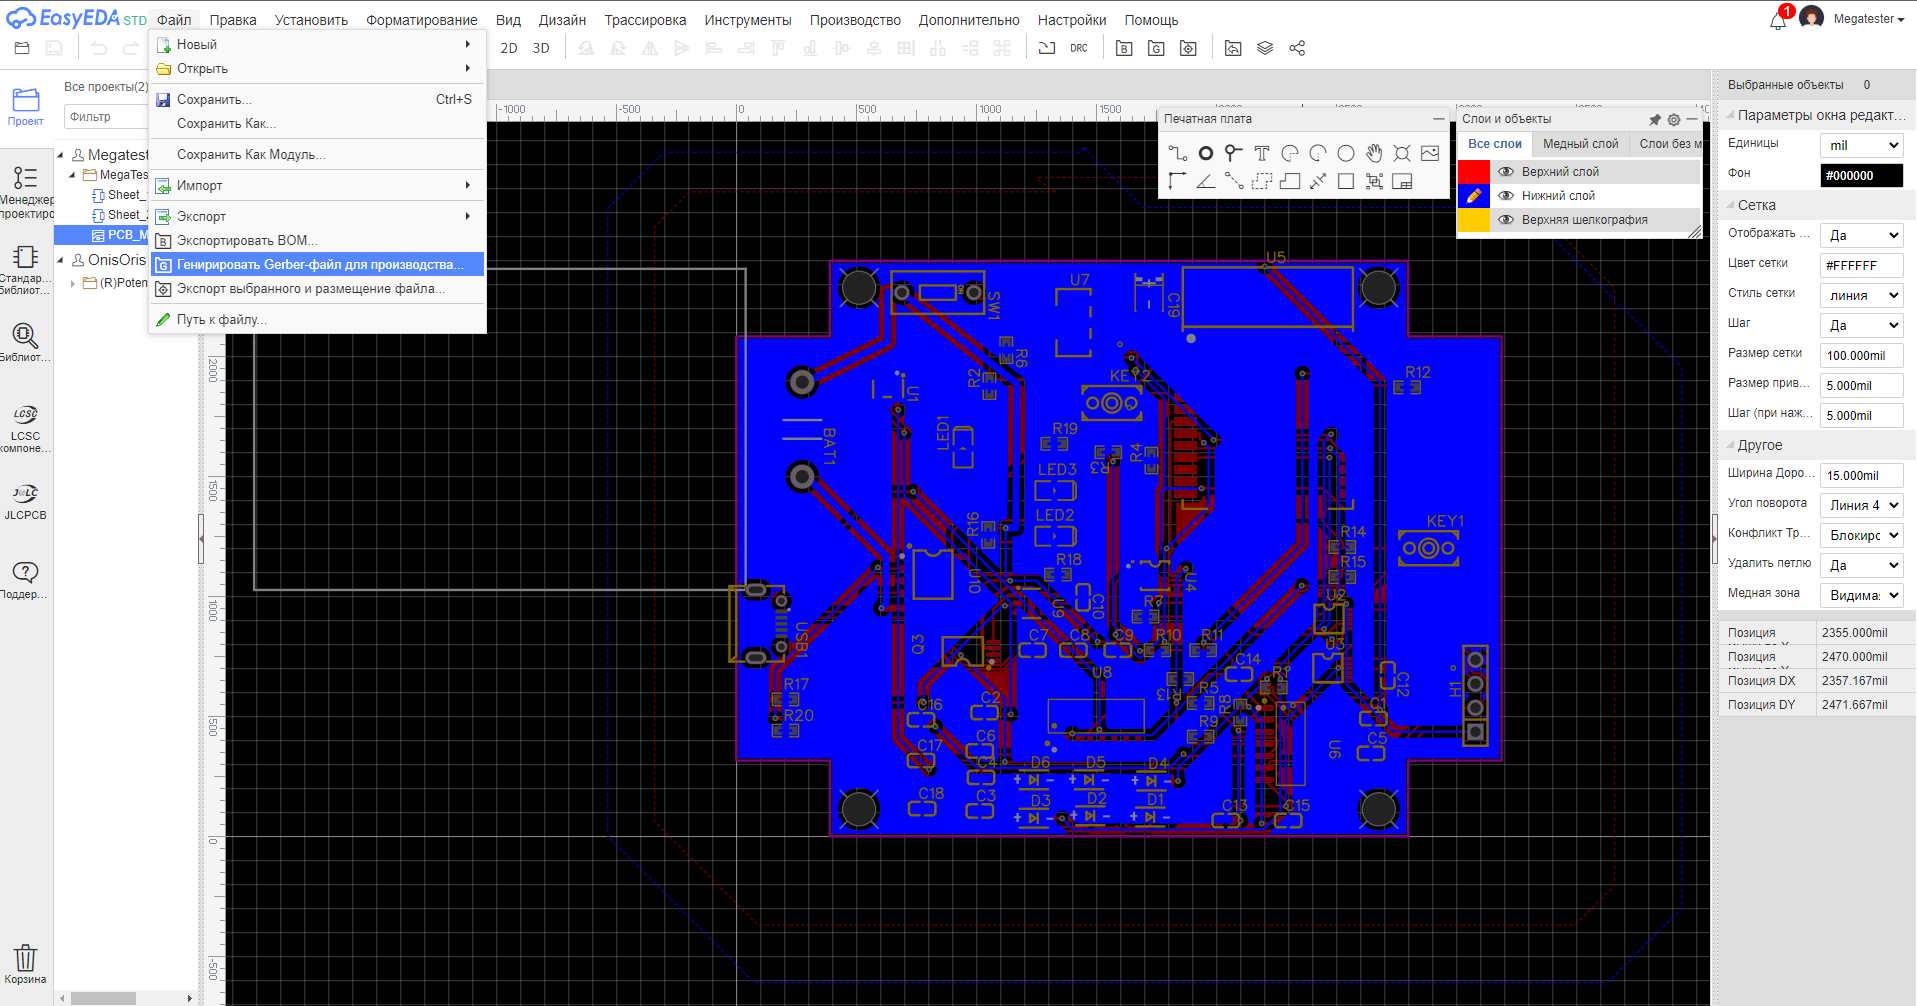 EasyEDA STD
Файл Правка Установить Форматирование Вид Дизайн Трассировка Инструменты Производство Дополнительно Настройки Помощь
1
Megatester
2D 3D DRC B G
Новый
Открыть
Сохранить... Ctrl+S
Сохранить Как...
Сохранить Как Модуль...
Импорт
Экспорт
B Экспортировать BOM...
G Генирировать Gerber-файл для производства...
Экспорт выбранного и размещение файла...
Путь к файлу...
Проект
Менеджер
проектирс
Стандар...
библиот...
Библиот...
LCSC
LCSC
компоне...
JLC
JLCPCB
Поддер...
Корзина
Все проекты(2)
Фильтр
Megatest
MegaTes
Sheet_
Sheet_2
PCB_M
OnisOris
(R)Poten
-1000 -500 0 500 1000 1500
2000
1500
1000
500
0
-500
Печатная плата
Слои и объекты
Все слои Медный слой Слои без м
Верхний слой
Нижний слой
Верхняя шелкография
Выбранные объекты 0
Параметры окна редакт...
Единицы mil
Фон #000000
Сетка
Отображать ... Да
Цвет сетки #FFFFFF
Стиль сетки линия
Шаг Да
Размер сетки 100.000mil
Размер прив... 5.000mil
Шаг (при наж... 5.000mil
Другое
Ширина Доро... 15.000mil
Угол поворота Линия 4
Конфликт Тр... Блокирс
Удалить петлю Да
Медная зона Видимая
Позиция 2355.000mil
Позиция 2470.000mil
Позиция DX 2357.167mil
Позиция DY 2471.667mil
U5
U7
C19
SW1
R6
R2
KEY2
R12
U1
LED1
BAT1
R19
R4
R3
LED3
LED2
R16
KEY1
R14
R15
R18
U10
U4
U9
C10
R7
U2
USB1
Q3
C7 C8 C9 R10 R11
U3
C14
U8
R13
R5
R8
R9
C12
H1
R17
R20
C16
C2
C1
C6
C17
C4
C5
U6
D6 D5 D4
C18
C3
D3 D2 D1
C13
C15